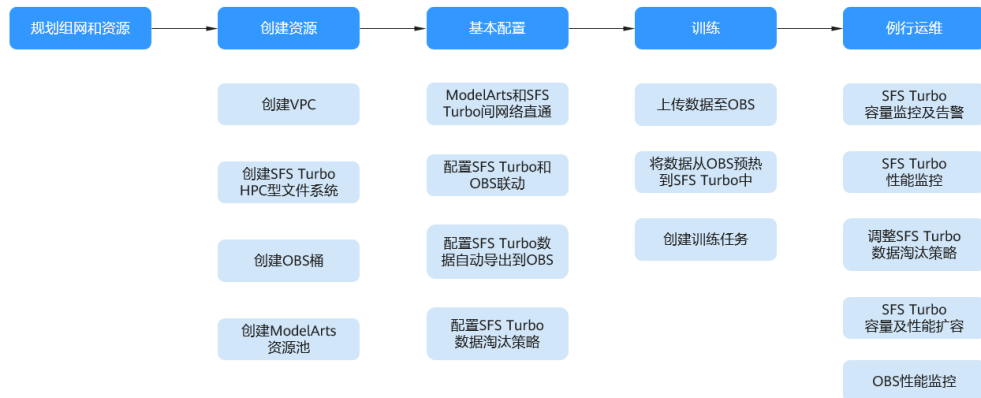 规划组网和资源
创建资源
基本配置
训练
例行运维
创建VPC
创建SFS Turbo
HPC型文件系统
创建OBS桶
创建ModelArts
资源池
ModelArts和SFS
Turbo间网络直通
配置SFS Turbo和
OBS联动
配置SFS Turbo数
据自动导出到OBS
配置SFS Turbo
数据淘汰策略
上传数据至OBS
将数据从OBS预热
到SFS Turbo中
创建训练任务
SFS Turbo
容量监控及告警
SFS Turbo
性能监控
调整SFS Turbo
数据淘汰策略
SFS Turbo
容量及性能扩容
OBS性能监控